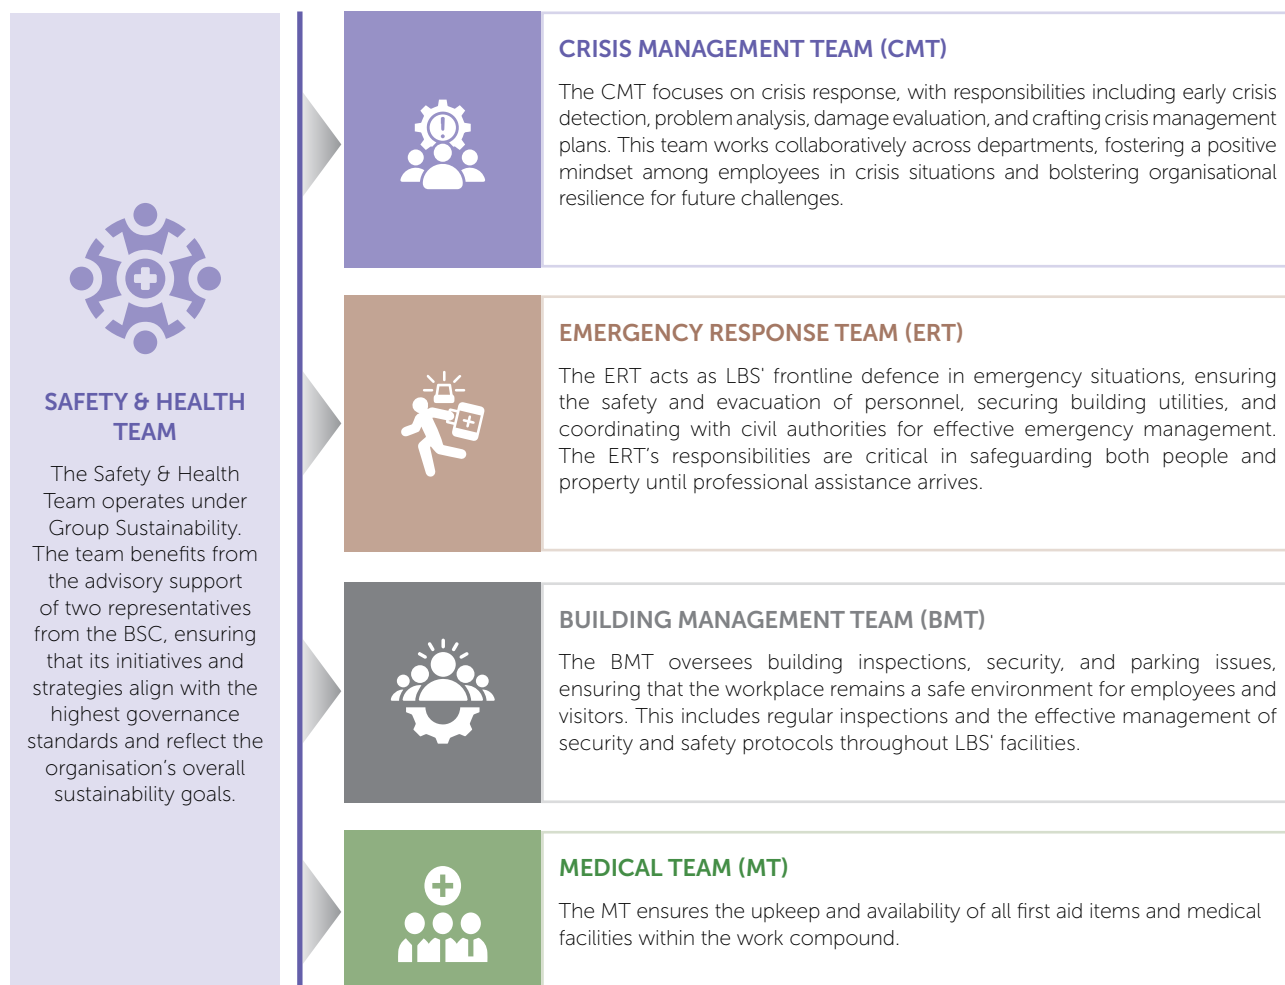 SAFETY & HEALTH
TEAM
The Safety & Health
Team operates under
Group Sustainability.
The team benefits from
the advisory support
of two representatives
from the BSC, ensuring
that its initiatives and
strategies align with the
highest governance
standards and reflect the
organisation’s overall
sustainability goals.
CRISIS MANAGEMENT TEAM (CMT)
The CMT focuses on crisis response, with responsibilities including early crisis
detection, problem analysis, damage evaluation, and crafting crisis management
plans. This team works collaboratively across departments, fostering a positive
mindset among employees in crisis situations and bolstering organisational
resilience for future challenges.
EMERGENCY RESPONSE TEAM (ERT)
The ERT acts as LBS' frontline defence in emergency situations, ensuring
the safety and evacuation of personnel, securing building utilities, and
coordinating with civil authorities for effective emergency management.
The ERT’s responsibilities are critical in safeguarding both people and
property until professional assistance arrives.
BUILDING MANAGEMENT TEAM (BMT)
The BMT oversees building inspections, security, and parking issues,
ensuring that the workplace remains a safe environment for employees and
visitors. This includes regular inspections and the effective management of
security and safety protocols throughout LBS' facilities.
MEDICAL TEAM (MT)
The MT ensures the upkeep and availability of all first aid items and medical
facilities within the work compound.